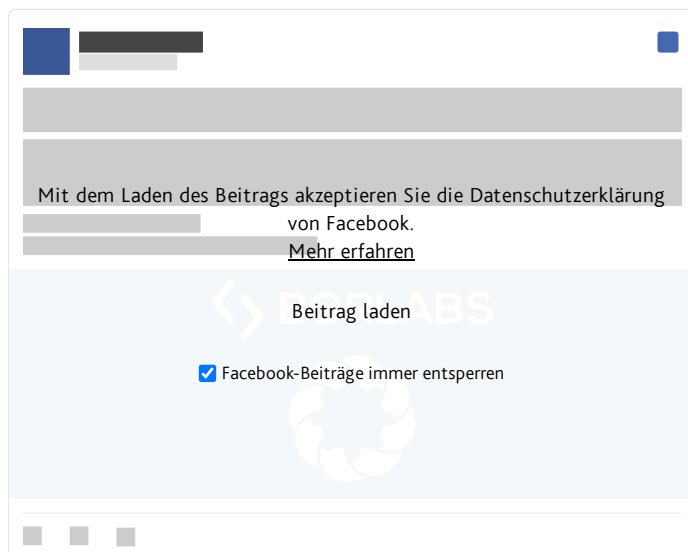 Mit dem Laden des Beitrags akzeptieren Sie die Datenschutzerklärung
von Facebook.
Mehr erfahren
BORLABS
Beitrag laden
Facebook-Beiträge immer entsperren